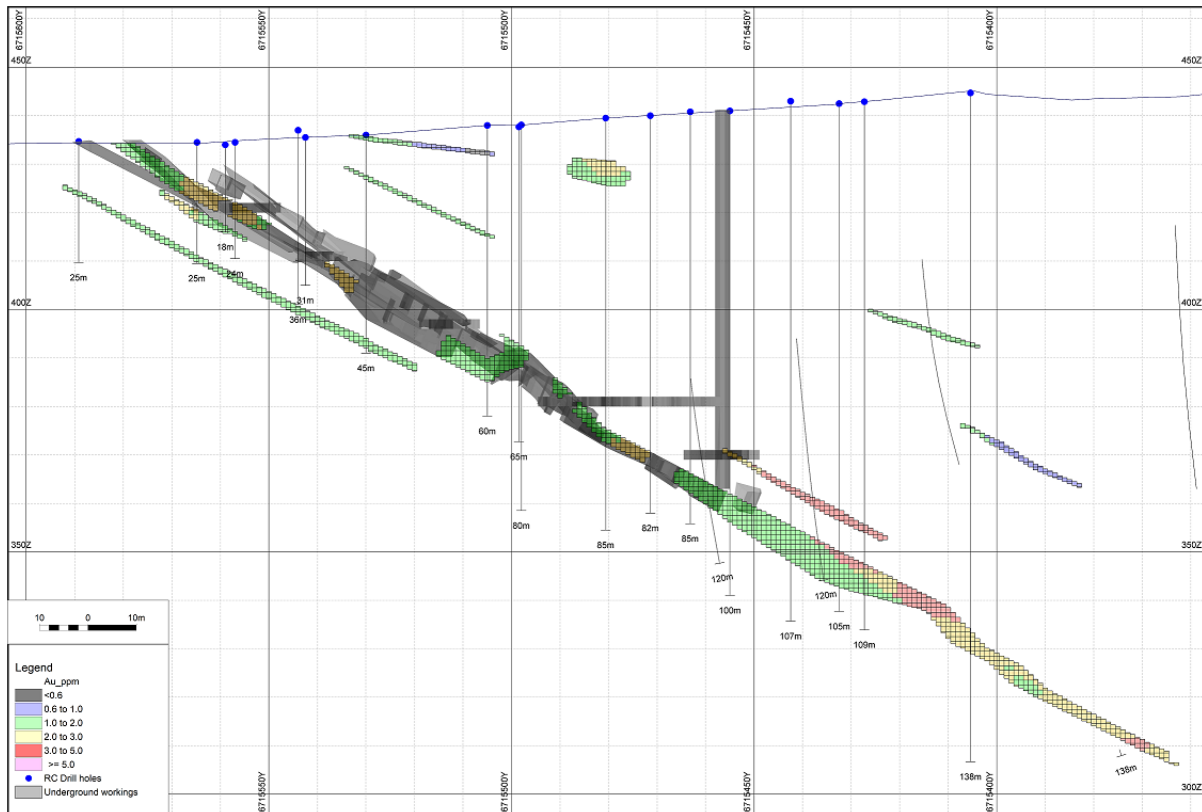 6715600Y
6715550Y
6715500Y
6715450Y
6715400Y
450Z
450Z
400Z
400Z
350Z
350Z
300Z
300Z
25m
25m
18m
24m
31m
36m
45m
60m
65m
80m
85m
82m
85m
120m
100m
107m
120m
105m
109m
138m
138m
10 0 10m
Legend
Au_ppm
<0.6
0.6 to 1.0
1.0 to 2.0
2.0 to 3.0
3.0 to 5.0
>= 5.0
RC Drill holes
Underground workings
6715600Y
6715550Y
6715500Y
6715450Y
6715400Y